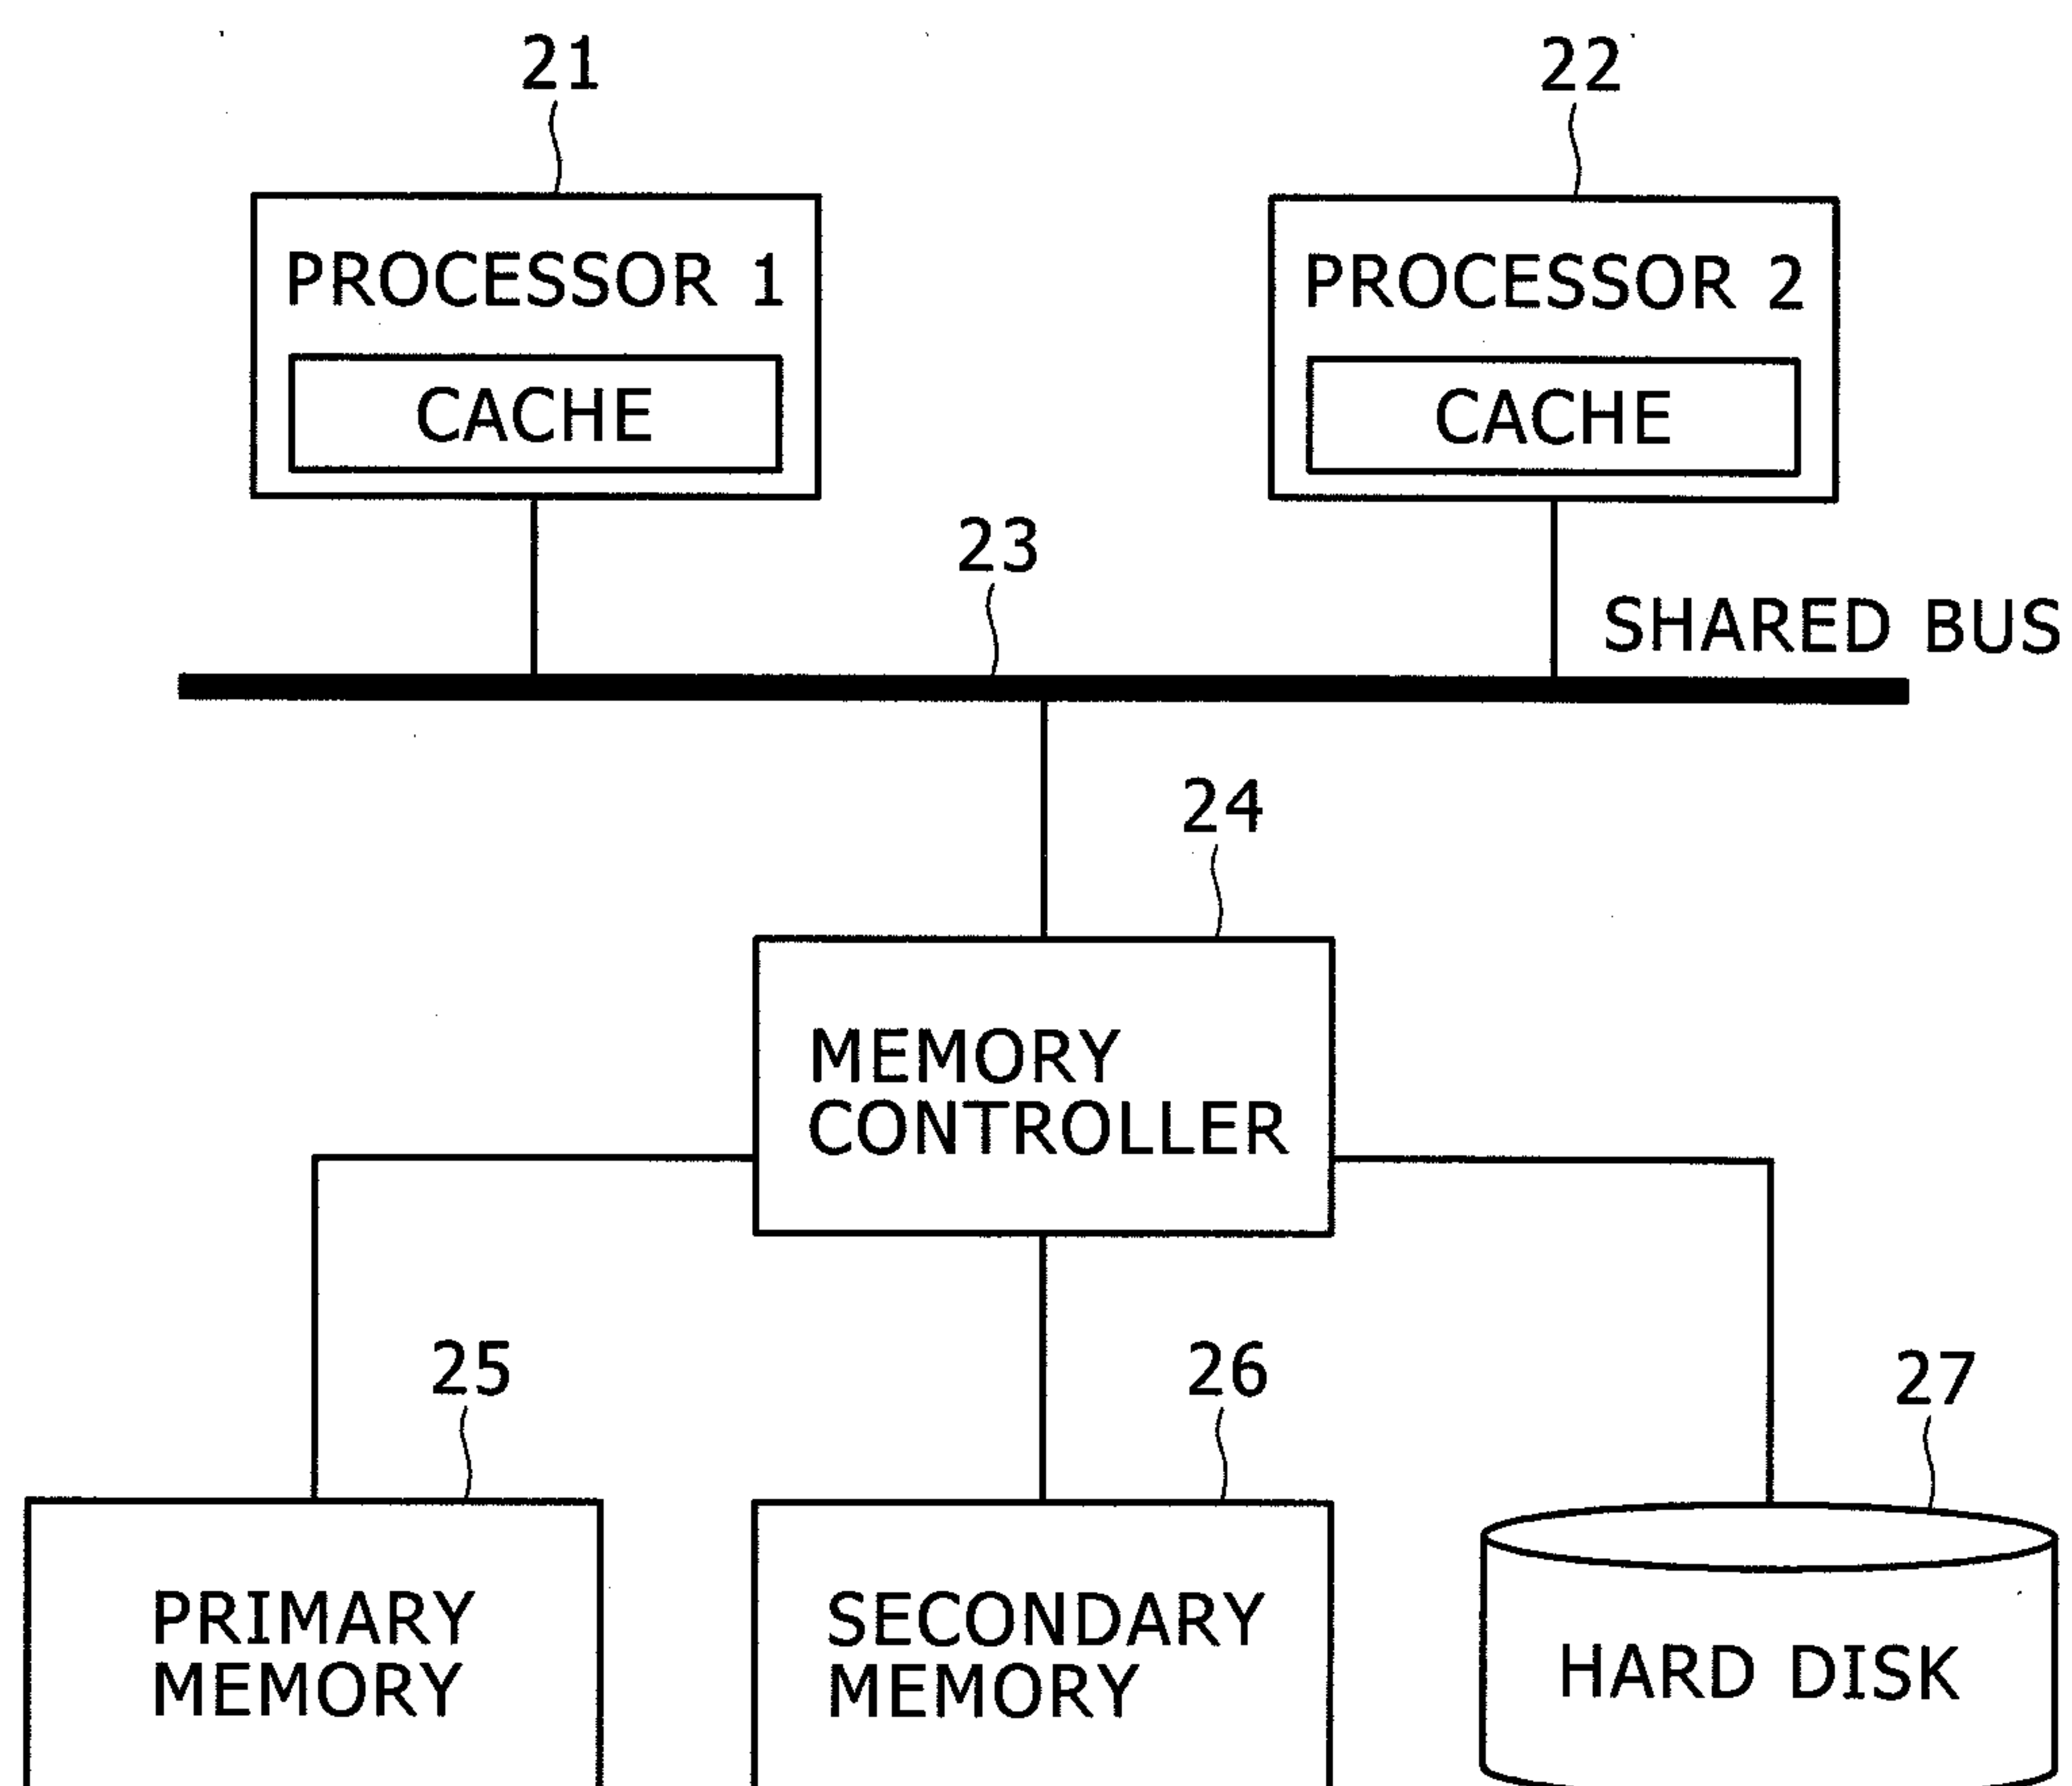 21
22
PROCESSOR 1
PROCESSOR 2
CACHE
CACHE
23
SHARED BUS
24
MEMORY
CONTROLLER
25
26
27
PRIMARY
MEMORY
SECONDARY
MEMORY
HARD DISK